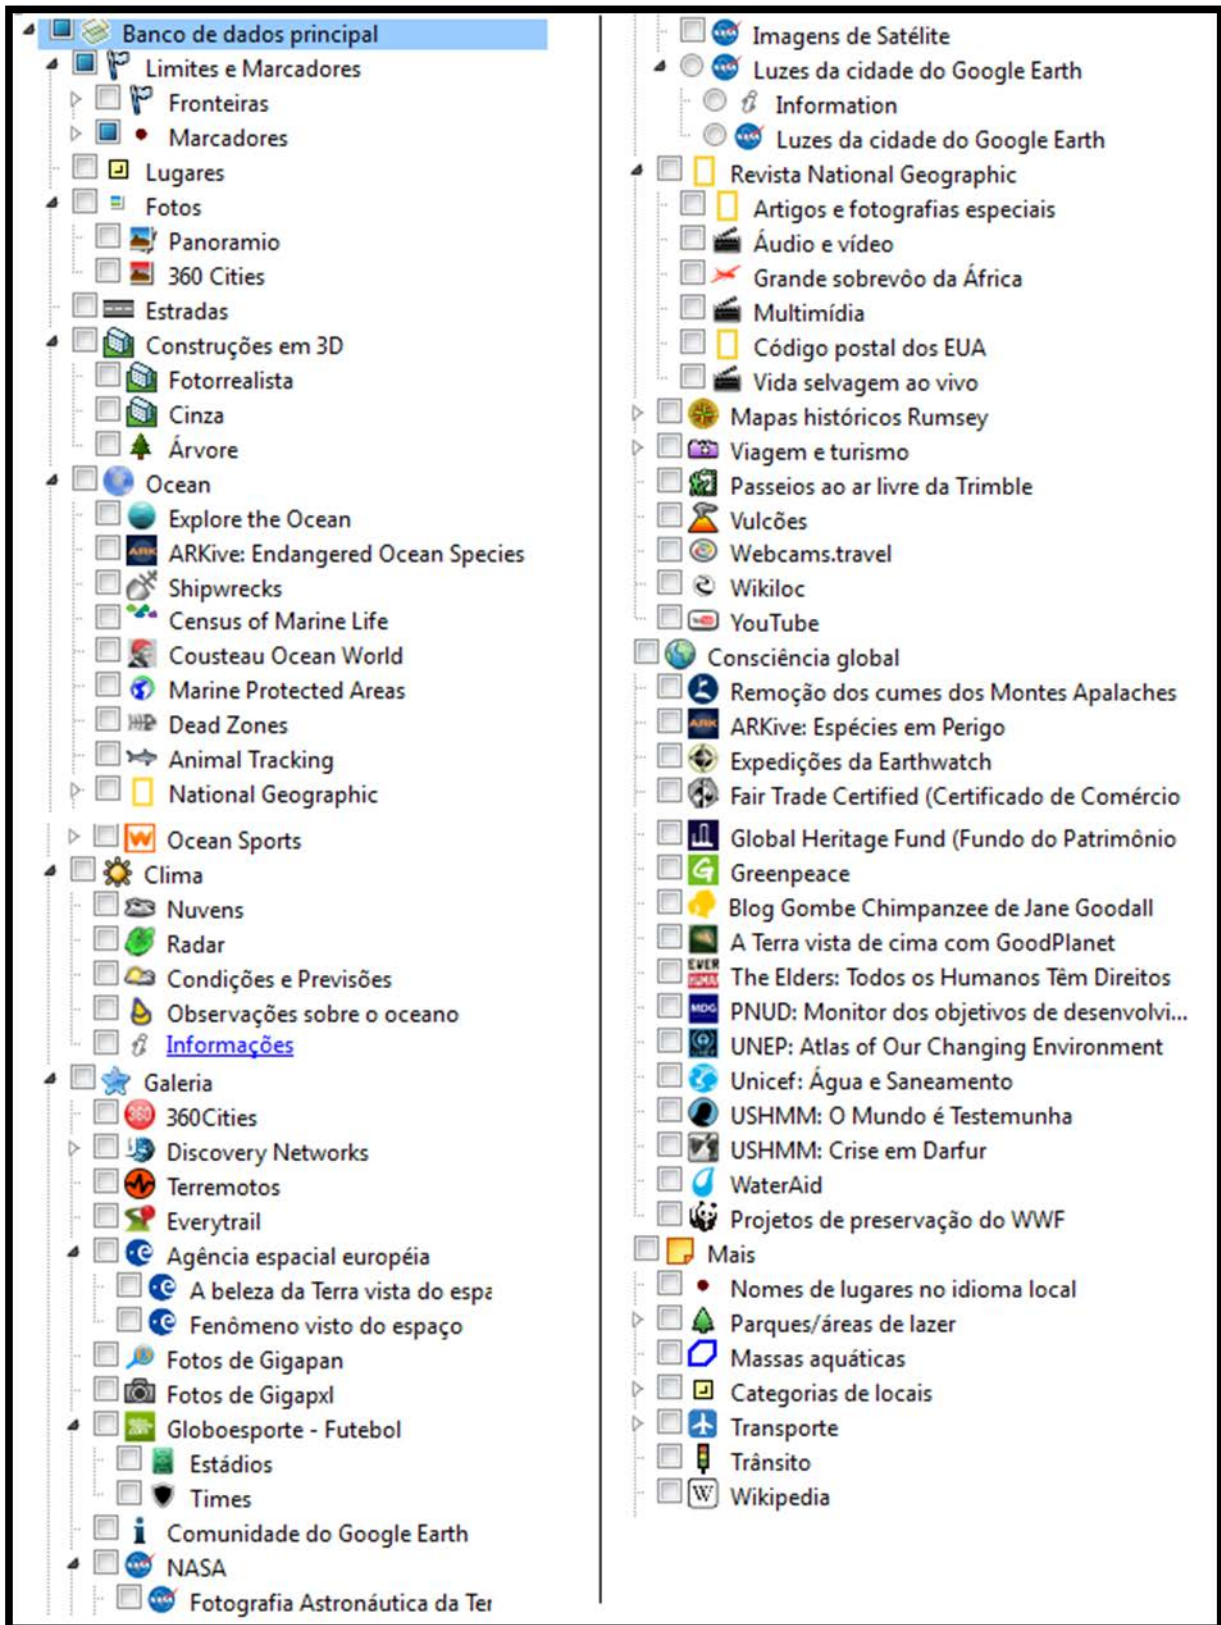 Banco de dados principal
Limites e Marcadores
Fronteiras
Marcadores
Lugares
Fotos
Panoramio
360 Cities
Estradas
Construções em 3D
Fotorrealista
Cinza
Árvore
Ocean
Explore the Ocean
ARK ARKive: Endangered Ocean Species
Shipwrecks
Census of Marine Life
Cousteau Ocean World
Marine Protected Areas
Dead Zones
Animal Tracking
National Geographic
Ocean Sports
Clima
Nuvens
Radar
Condições e Previsões
Observações sobre o oceano
Informações
Galeria
360 360Cities
Discovery Networks
Terremotos
Everytrail
Agência espacial européia
A beleza da Terra vista do espa
Fenômeno visto do espaço
Fotos de Gigapan
Fotos de Gigapxl
Globoesporte - Futebol
Estádios
Times
Comunidade do Google Earth
NASA
Fotografia Astronáutica da Ter
Imagens de Satélite
Luzes da cidade do Google Earth
Information
Luzes da cidade do Google Earth
Revista National Geographic
Artigos e fotografias especiais
Áudio e vídeo
Grande sobrevôo da África
Multimídia
Código postal dos EUA
Vida selvagem ao vivo
Mapas históricos Rumsey
Viagem e turismo
Passeios ao ar livre da Trimble
Vulcões
Webcams.travel
Wikiloc
YouTube
Consciência global
Remoção dos cumes dos Montes Apalaches
ARK ARKive: Espécies em Perigo
Expedições da Earthwatch
Fair Trade Certified (Certificado de Comércio
Global Heritage Fund (Fundo do Patrimônio
G Greenpeace
Blog Gombe Chimpanzee de Jane Goodall
A Terra vista de cima com GoodPlanet
EVERY HUMAN The Elders: Todos os Humanos Têm Direitos
MDG PNUD: Monitor dos objetivos de desenvolvi...
UNEP: Atlas of Our Changing Environment
Unicef: Água e Saneamento
USHMM: O Mundo é Testemunha
USHMM: Crise em Darfur
WaterAid
Projetos de preservação do WWF
Mais
Nomes de lugares no idioma local
Parques/áreas de lazer
Massas aquáticas
Categorias de locais
Transporte
Trânsito
W Wikipedia